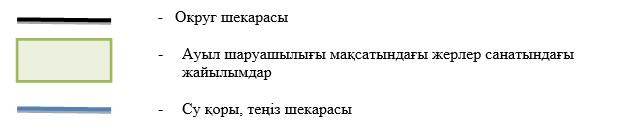 - Округ шекарасы
- Ауыл шаруашылығы мақсатындағы жерлер санатындағы
жайылымдар
- Су қоры, теңіз шекарасы